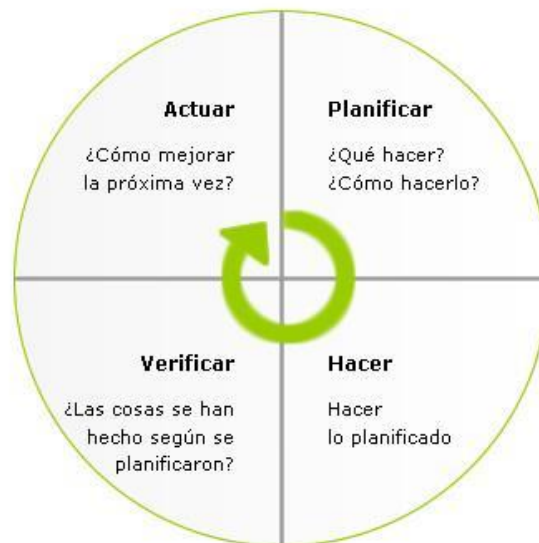 Actuar
¿Cómo mejorar
la próxima vez?
Planificar
¿Qué hacer?
¿Cómo hacerlo?
Verificar
¿Las cosas se han
hecho según se
planificaron?
Hacer
Hacer
lo planificado